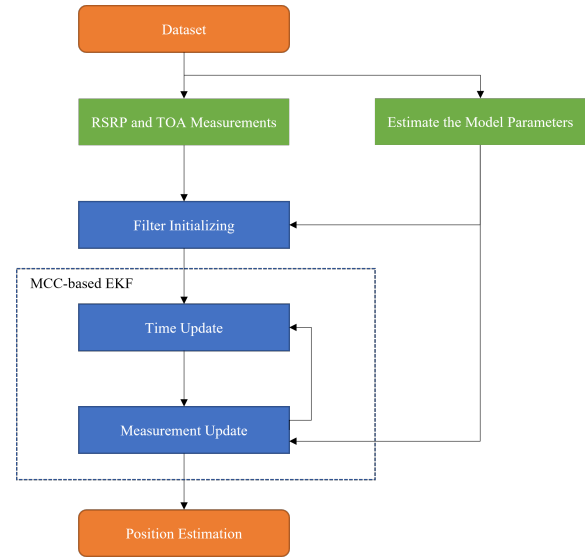 Dataset
RSRP and TOA Measurements
Estimate the Model Parameters
Filter Initializing
MCC-based EKF
Time Update
Measurement Update
Position Estimation